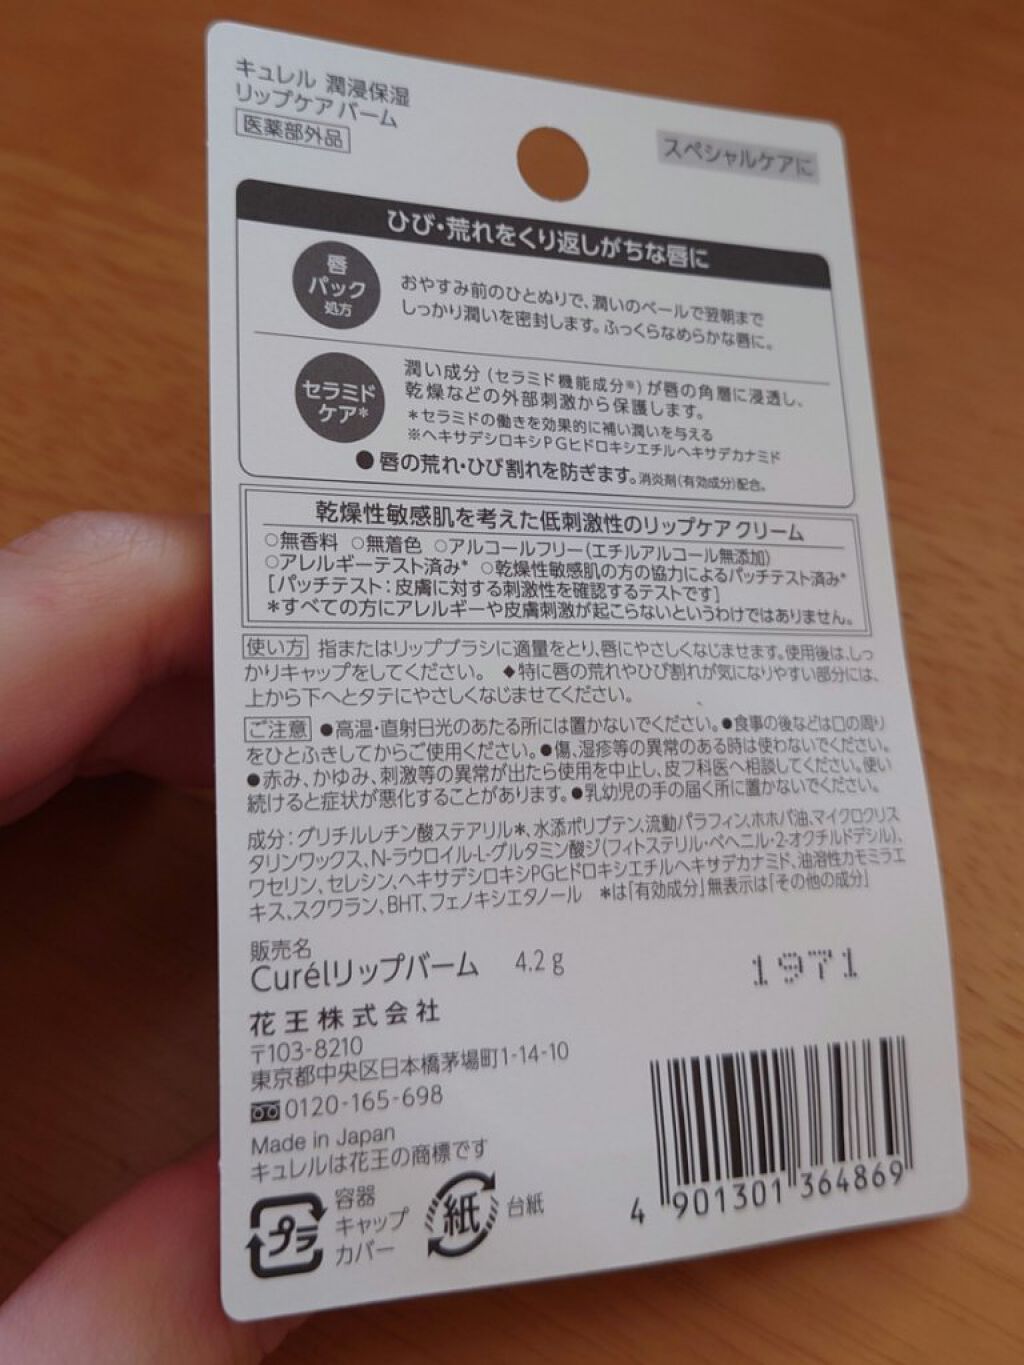 キュレル 潤浸保湿
リップケア バーム
医薬部外品
スペシャルケアに
ひび・荒れをくり返しがちな唇に
唇
パック
処方
おやすみ前のひとぬりで、潤いのベールで翌朝まで
しっかり潤いを密封します。ふっくらなめらかな唇に。
セラミド
ケア*
潤い成分(セラミド機能成分※)が唇の角層に浸透し、
乾燥などの外部刺激から保護します。
*セラミドの働きを効果的に補い潤いを与える
※ヘキサデシロキシPGヒドロキシエチルヘキサデカナミド
●唇の荒れ・ひび割れを防ぎます。消炎剤(有効成分)配合。
乾燥性敏感肌を考えた低刺激性のリップケア クリーム
○無香料 ○無着色 ○アルコールフリー(エチルアルコール無添加)
○アレルギーテスト済み* ○乾燥性敏感肌の方の協力によるパッチテスト済み*
[パッチテスト:皮膚に対する刺激性を確認するテストです]
*すべての方にアレルギーや皮膚刺激が起こらないというわけではありません。
使い方 指またはリップブラシに適量をとり、唇にやさしくなじませます。使用後は、しっ
かりキャップをしてください。 ◆特に唇の荒れやひび割れが気になりやすい部分には、
上から下へとタテにやさしくなじませてください。
ご注意 ●高温・直射日光のあたる所には置かないでください。●食事の後などは口の周り
をひとふきしてからご使用ください。●傷、湿疹等の異常のある時は使わないでください。
●赤み、かゆみ、刺激等の異常が出たら使用を中止し、皮フ科医へ相談してください。使い
続けると症状が悪化することがあります。●乳幼児の手の届く所に置かないでください。
成分:グリチルレチン酸ステアリル*、水添ポリブテン、流動パラフィン、ホホバ油、マイクロクリス
タリンワックス、N-ラウロイル-L-グルタミン酸ジ(フィトステリル・ベヘニル・2-オクチルドデシル)、
ワセリン、セレシン、ヘキサデシロキシPGヒドロキシエチルヘキサデカナミド、油溶性カモミラエ
キス、スクワラン、BHT、フェノキシエタノール *は「有効成分」無表示は「その他の成分」
販売名
Curélリップバーム 4.2g
1971
花王株式会社
〒103-8210
東京都中央区日本橋茅場町1-14-10
0120-165-698
Made in Japan
キュレルは花王の商標です
プラ
容器
キャップ
カバー
紙
台紙
4 901301 364869